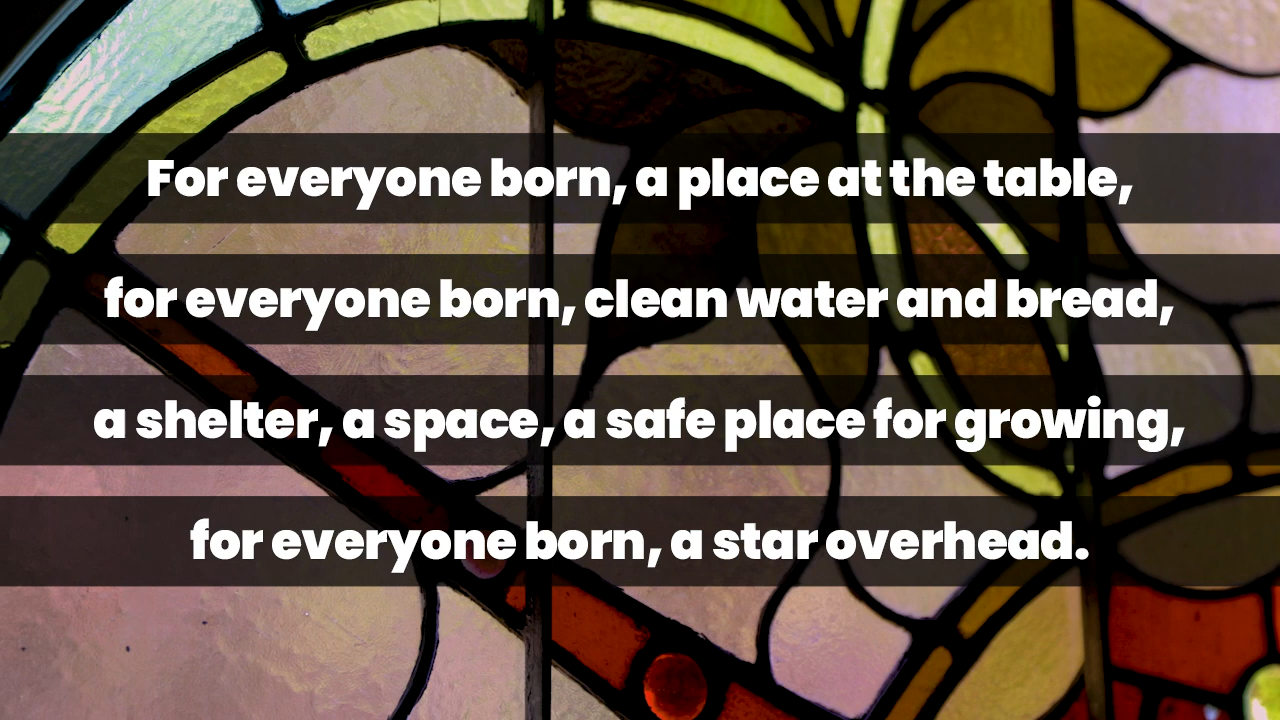 For everyone born, a place at the table,
for everyone born, clean water and bread,
a shelter, a space, a safe place for growing,
for everyone born, a star overhead.